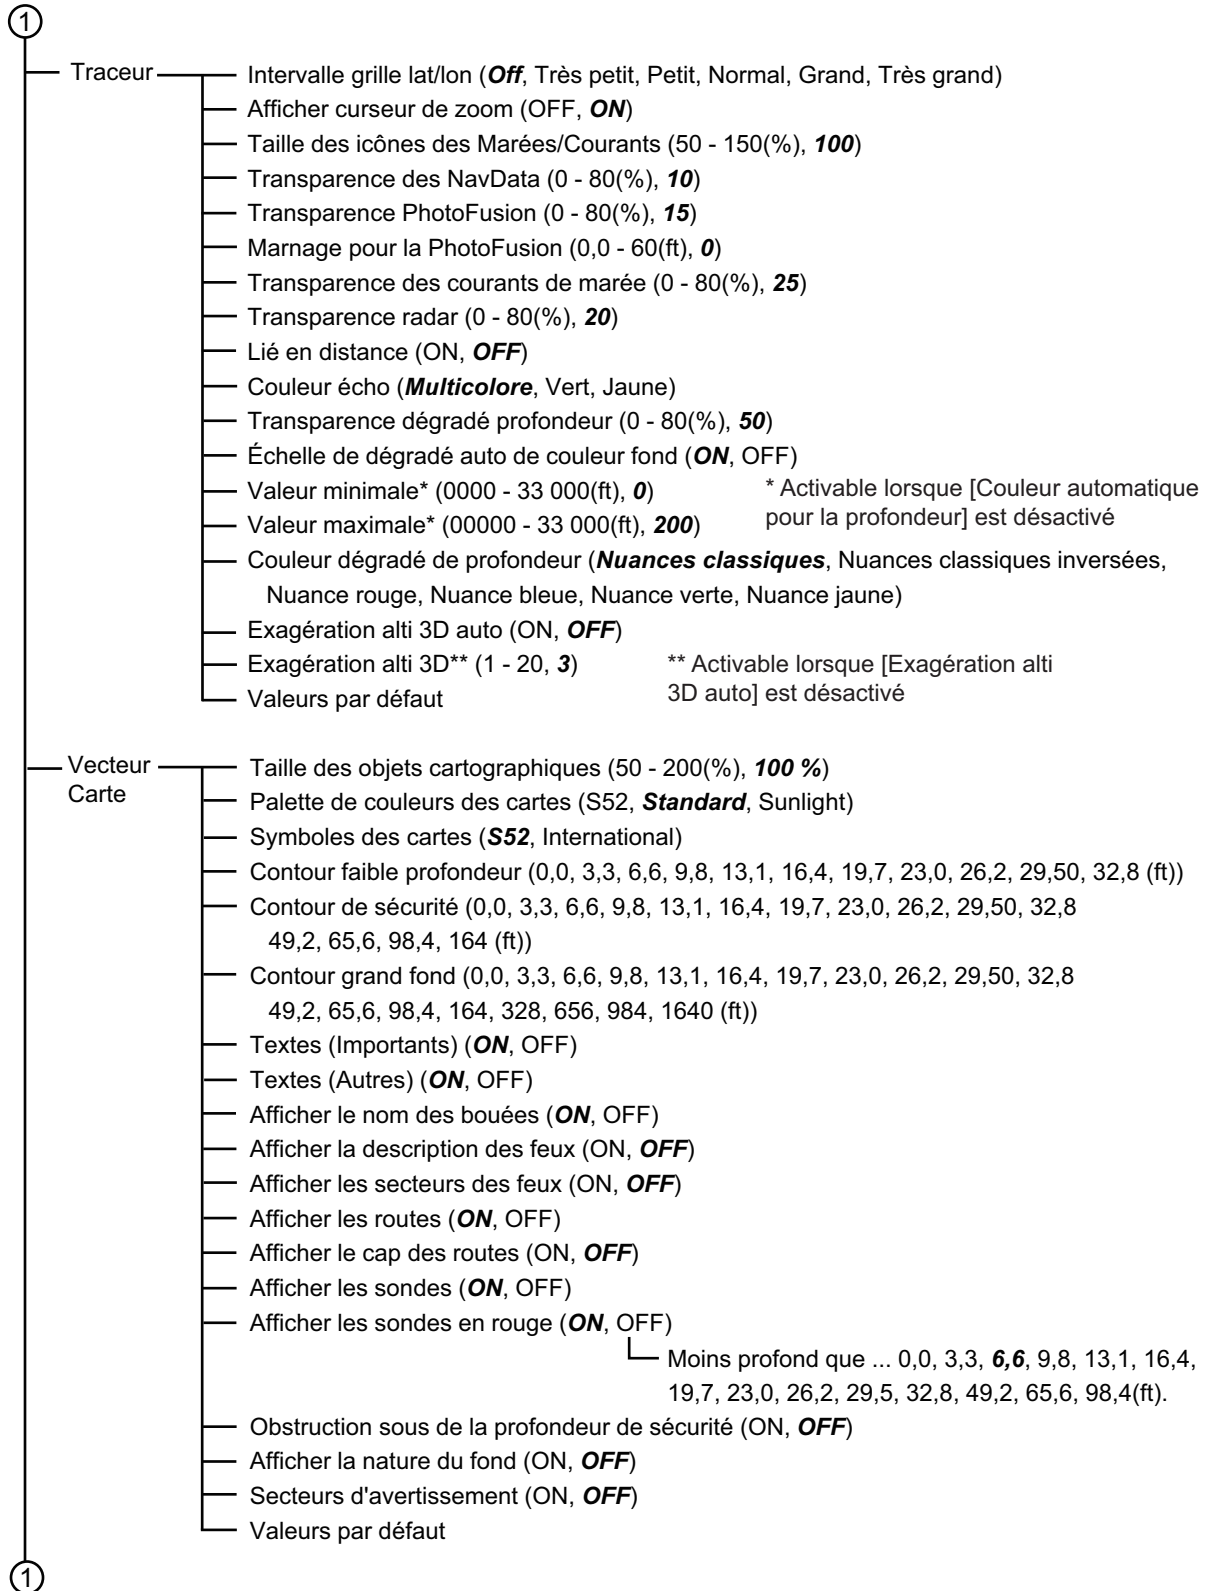 1
Traceur
Intervalle grille lat/lon (Off, Très petit, Petit, Normal, Grand, Très grand)
Afficher curseur de zoom (OFF, ON)
Taille des icônes des Marées/Courants (50 - 150(%), 100)
Transparence des NavData (0 - 80(%), 10)
Transparence PhotoFusion (0 - 80(%), 15)
Marnage pour la PhotoFusion (0,0 - 60(ft), 0)
Transparence des courants de marée (0 - 80(%), 25)
Transparence radar (0 - 80(%), 20)
Lié en distance (ON, OFF)
Couleur écho (Multicolore, Vert, Jaune)
Transparence dégradé profondeur (0 - 80(%), 50)
Échelle de dégradé auto de couleur fond (ON, OFF)
Valeur minimale* (0000 - 33 000(ft), 0)
Valeur maximale* (00000 - 33 000(ft), 200)
* Activable lorsque [Couleur automatique
pour la profondeur] est désactivé
Couleur dégradé de profondeur (Nuances classiques, Nuances classiques inversées,
Nuance rouge, Nuance bleue, Nuance verte, Nuance jaune)
Exagération alti 3D auto (ON, OFF)
Exagération alti 3D** (1 - 20, 3)
** Activable lorsque [Exagération alti
3D auto] est désactivé
Valeurs par défaut
Vecteur
Carte
Taille des objets cartographiques (50 - 200(%), 100 %)
Palette de couleurs des cartes (S52, Standard, Sunlight)
Symboles des cartes (S52, International)
Contour faible profondeur (0,0, 3,3, 6,6, 9,8, 13,1, 16,4, 19,7, 23,0, 26,2, 29,50, 32,8 (ft))
Contour de sécurité (0,0, 3,3, 6,6, 9,8, 13,1, 16,4, 19,7, 23,0, 26,2, 29,50, 32,8
49,2, 65,6, 98,4, 164 (ft))
Contour grand fond (0,0, 3,3, 6,6, 9,8, 13,1, 16,4, 19,7, 23,0, 26,2, 29,50, 32,8
49,2, 65,6, 98,4, 164, 328, 656, 984, 1640 (ft))
Textes (Importants) (ON, OFF)
Textes (Autres) (ON, OFF)
Afficher le nom des bouées (ON, OFF)
Afficher la description des feux (ON, OFF)
Afficher les secteurs des feux (ON, OFF)
Afficher les routes (ON, OFF)
Afficher le cap des routes (ON, OFF)
Afficher les sondes (ON, OFF)
Afficher les sondes en rouge (ON, OFF)
Moins profond que ... 0,0, 3,3, 6,6, 9,8, 13,1, 16,4,
19,7, 23,0, 26,2, 29,5, 32,8, 49,2, 65,6, 98,4(ft).
Obstruction sous de la profondeur de sécurité (ON, OFF)
Afficher la nature du fond (ON, OFF)
Secteurs d'avertissement (ON, OFF)
Valeurs par défaut
1